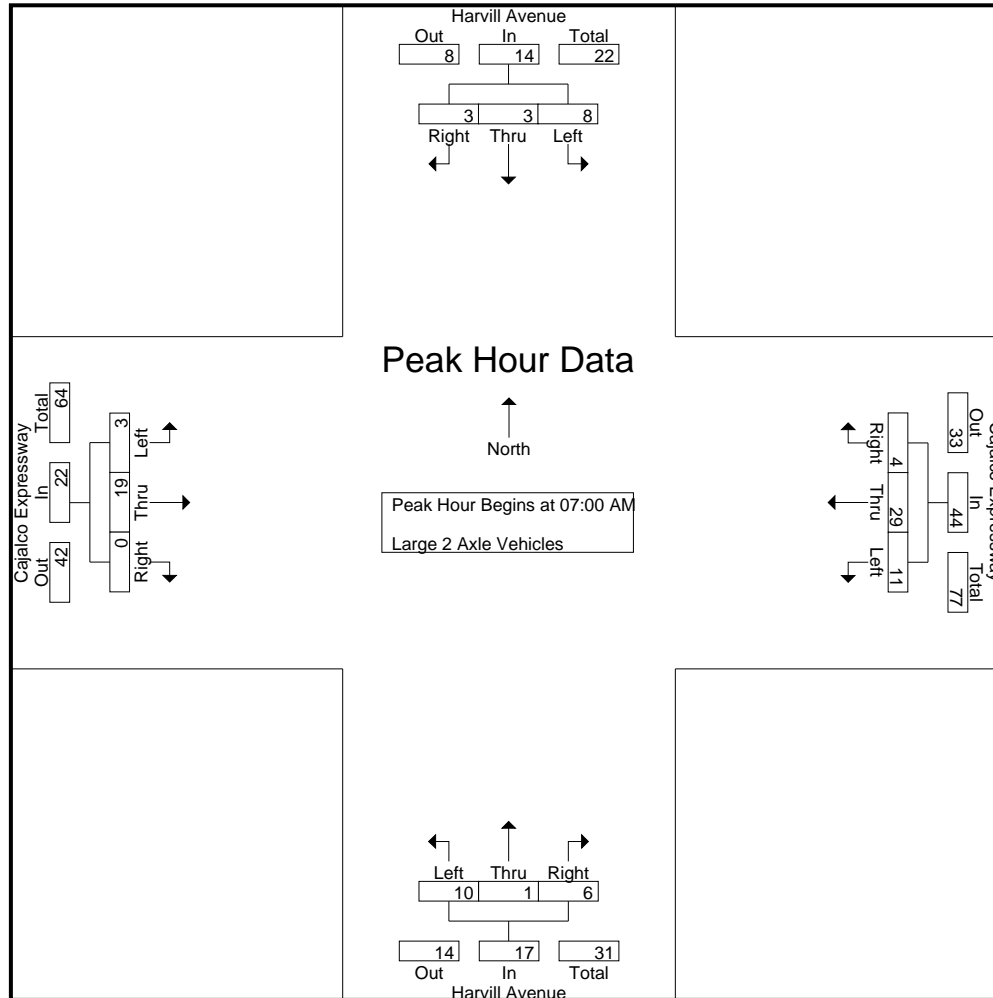 Harvill Avenue
Out In Total
8 14 22
3 3 8
Right Thru Left
Peak Hour Data
North
Peak Hour Begins at 07:00 AM
Large 2 Axle Vehicles
Cajalco Expressway
Out In Total
42 22 64
3 19 0
Left Thru Right
Cajalco Expressway
Out In Total
33 44 77
4 29 11
Right Thru Left
Left Thru Right
10 1 6
14 17 31
Out In Total
Harvill Avenue